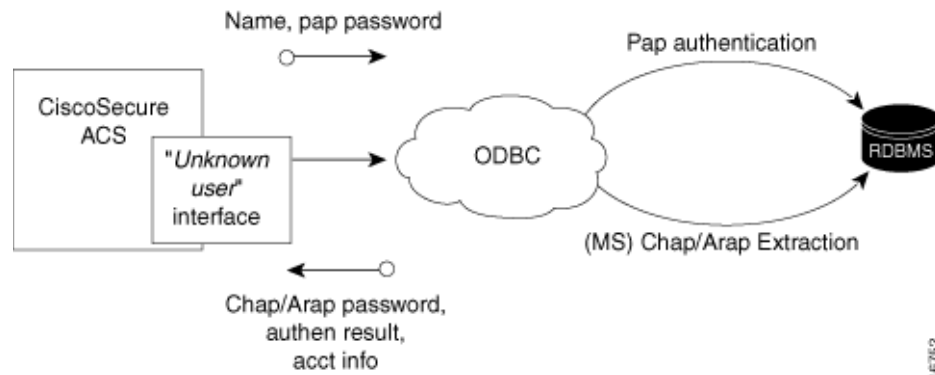 Name, pap password
Pap authentication
CiscoSecure
ACS
"Unknown
user"
interface
ODBC
RDBMS
(MS) Chap/Arap Extraction
Chap/Arap password,
authen result,
acct info
6752